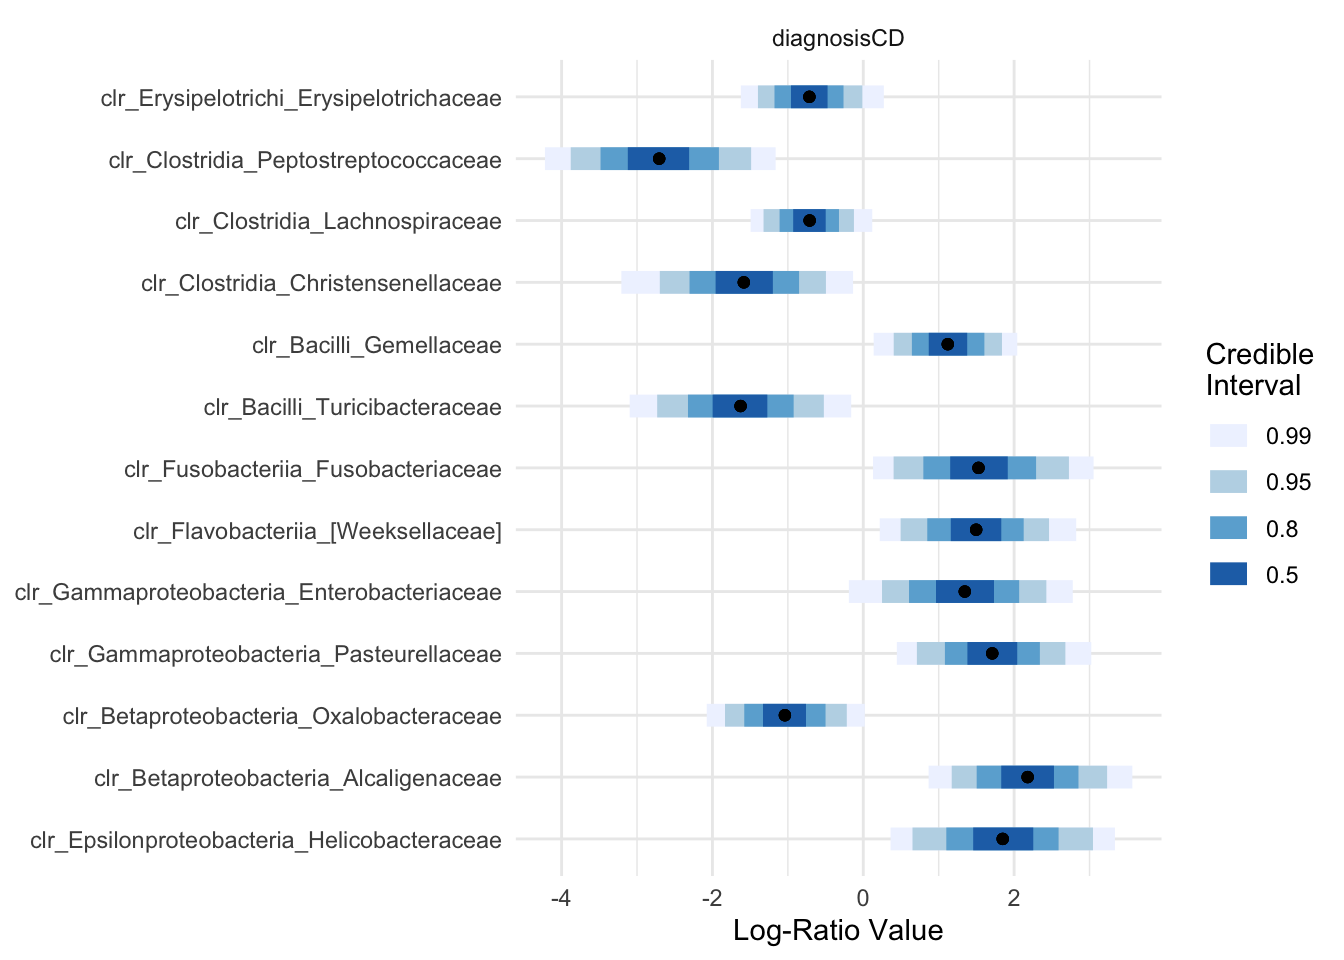 diagnosisCD
clr_Erysipelotrichi_Erysipelotrichaceae
clr_Clostridia_Peptostreptococcaceae
clr_Clostridia_Lachnospiraceae
clr_Clostridia_Christensenellaceae
clr_Bacilli_Gemellaceae
clr_Bacilli_Turicibacteraceae
clr_Fusobacteriia_Fusobacteriaceae
clr_Flavobacteriia_[Weeksellaceae]
clr_Gammaproteobacteria_Enterobacteriaceae
clr_Gammaproteobacteria_Pasteurellaceae
clr_Betaproteobacteria_Oxalobacteraceae
clr_Betaproteobacteria_Alcaligenaceae
clr_Epsilonproteobacteria_Helicobacteraceae
-4 -2 0 2
Log-Ratio Value
Credible
Interval
0.99
0.95
0.8
0.5